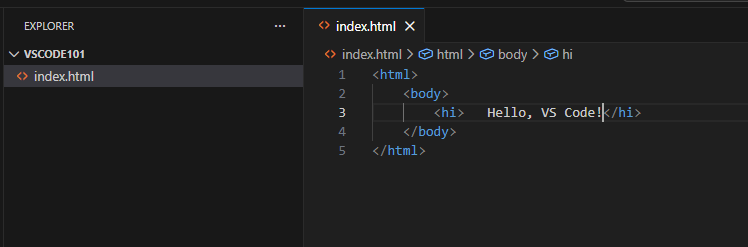 EXPLORER ...
VSCODE101
<> index.html
<> index.html ×
<> index.html > html > body > hi
1 <html>
2 <body>
3 <hi>   Hello, VS Code!</hi>
4 </body>
5 </html>